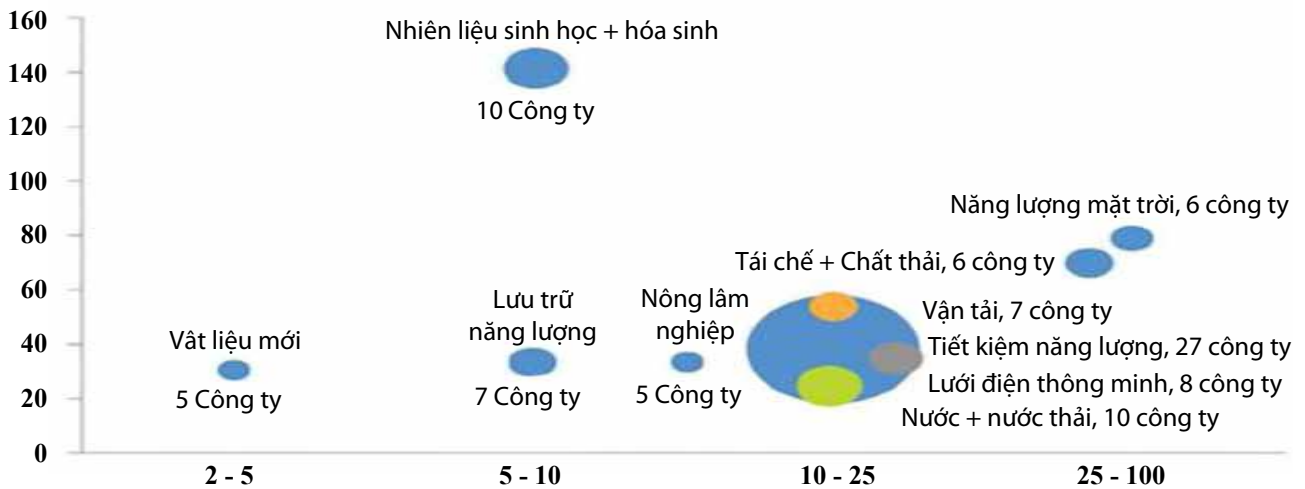 160
Nhiên liệu sinh học + hóa sinh
140
10 Công ty
120
100
Năng lượng mặt trời, 6 công ty
80
Tái chế + Chất thải, 6 công ty
60
Lưu trữ
năng lượng
Nông lâm
nghiệp
Vận tải, 7 công ty
Vât liệu mới
40
Tiết kiệm năng lượng, 27 công ty
5 Công ty
7 Công ty
5 Công ty
Lưới điện thông minh, 8 công ty
20
Nước + nước thải, 10 công ty
0
2 - 5
5 - 10
10 - 25
25 - 100